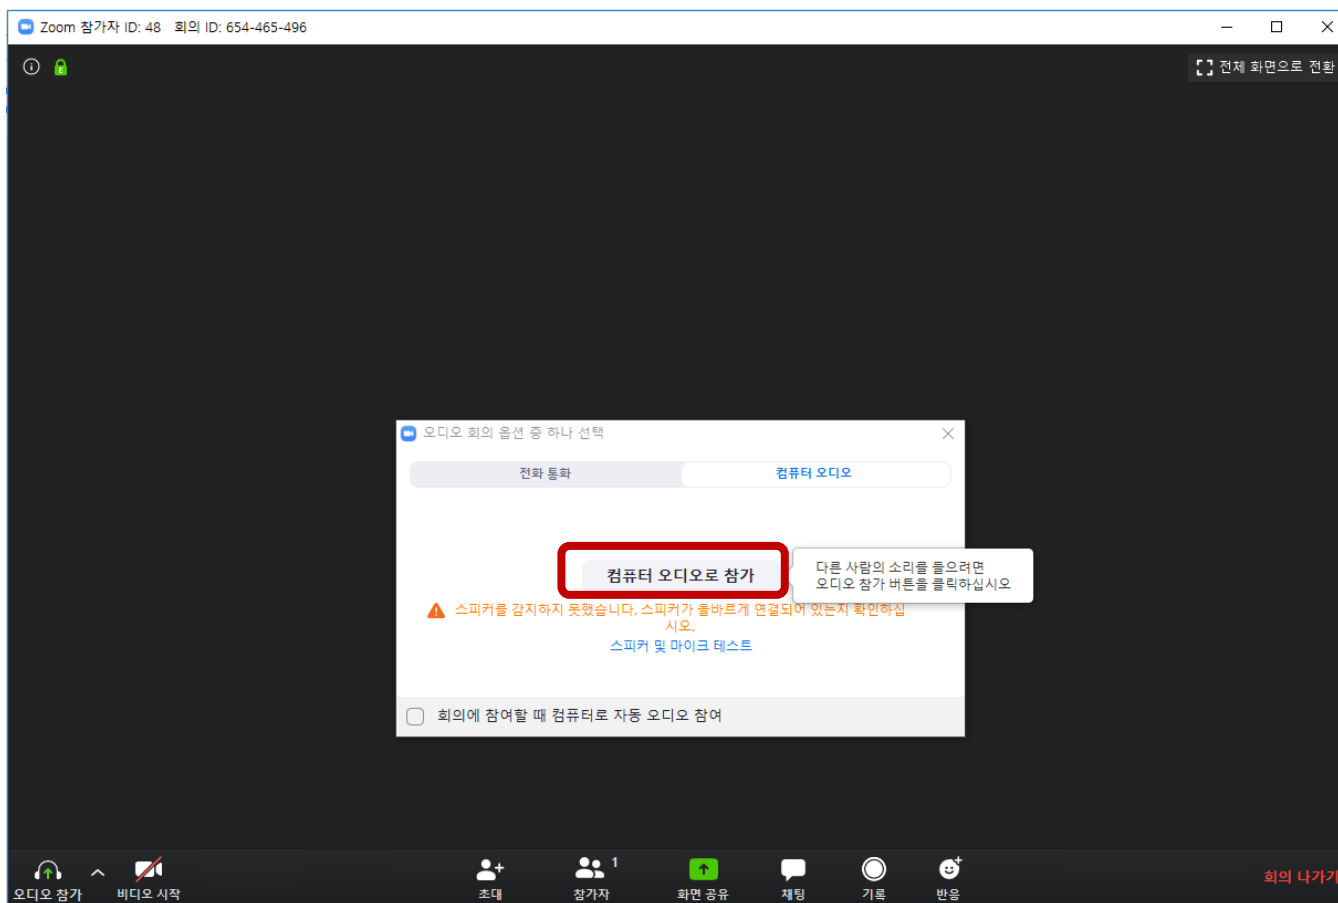 Zoom 참가자 ID: 48 회의 ID: 654-465-496
전체 화면으로 전환
오디오 회의 옵션 중 하나 선택
전화 통화
컴퓨터 오디오
컴퓨터 오디오로 참가
다른 사람의 소리를 들으려면
오디오 참가 버튼을 클릭하십시오
스피커를 감지하지 못했습니다. 스피커가 올바르게 연결되어 있는지 확인하십
시오.
스피커 및 마이크 테스트
회의에 참여할 때 컴퓨터로 자동 오디오 참여
1
오디오 참가
비디오 시작
초대
참가자
화면 공유
채팅
기록
반응
회의 나가기